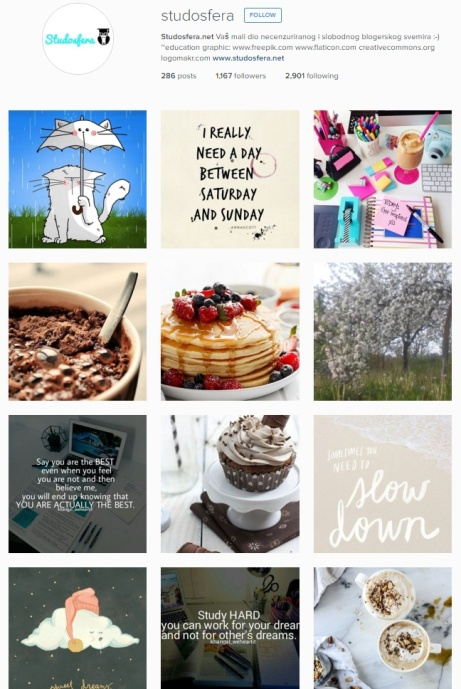 Studosfera
studosfera FOLLOW
Studosfera.net Vaš mali dio necenzuriranog i slobodnog blogerskog svemira :-)
"education graphic: www.freepik.com www.flaticon.com creativecommons.org
logomakr.com www.studosfera.net
286 posts 1,167 followers 2,901 following
I REALLY
NEED A DAY
BETWEEN
SATURDAY
AND SUNDAY
Say you are the BEST
even when you feel
you are not and then
believe me,
you will end up knowing that
YOU ARE ACTUALLY THE BEST.
SOMETIMES YOU
NEED TO
slow
down
sweet dreams
Study HARD
you can work for your dream
and not for other's dreams.